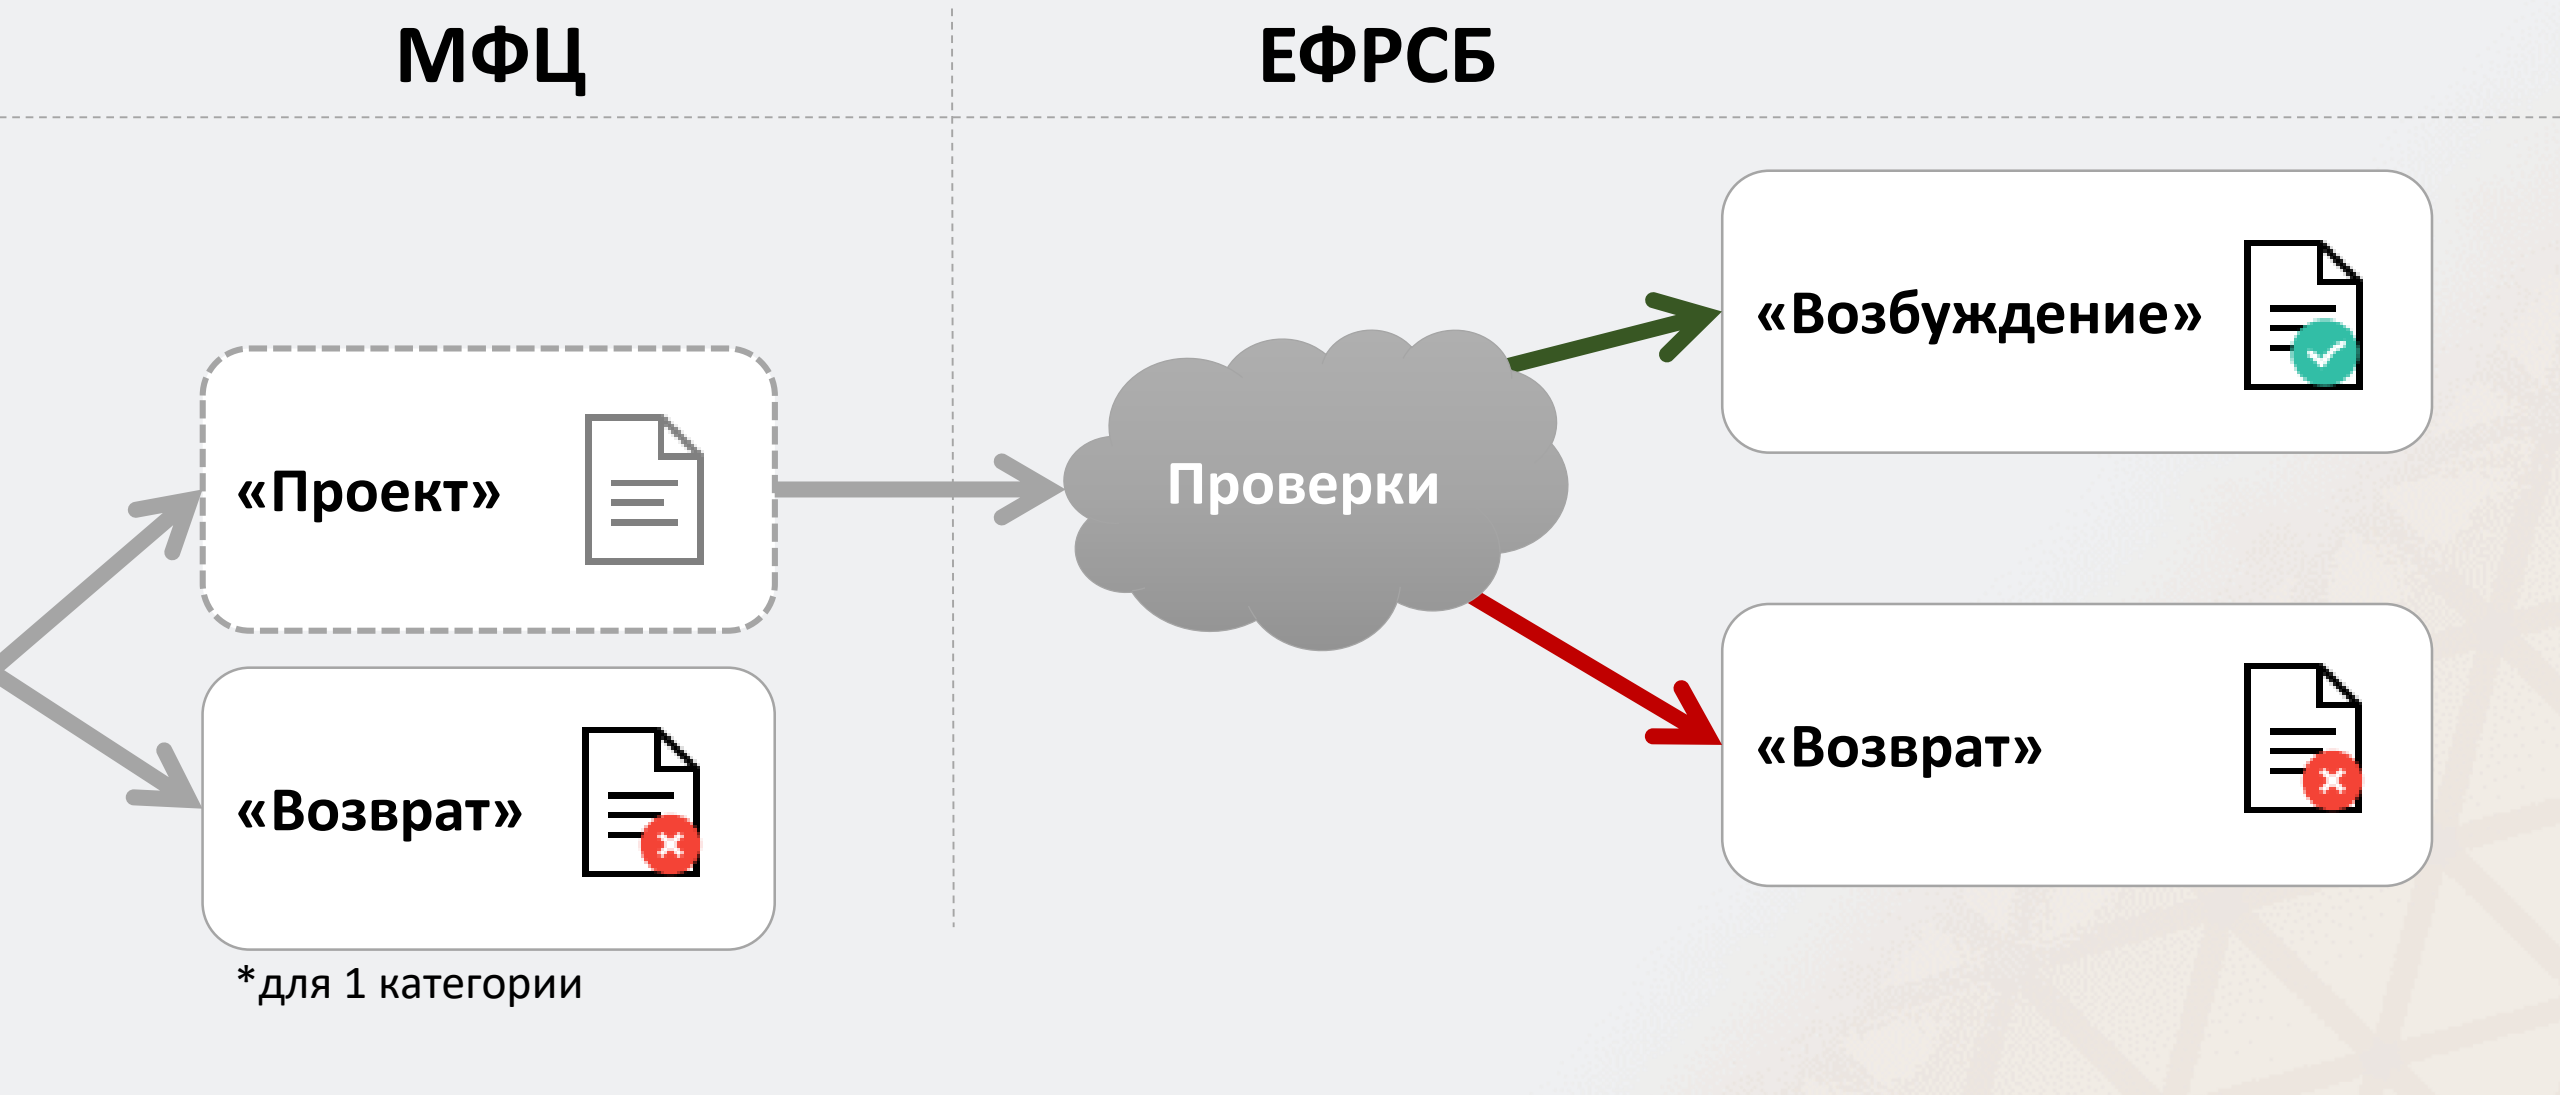 МФЦ
ЕФРСБ
«Проект»
«Возврат»
*для 1 категории
Проверки
«Возбуждение»
«Возврат»